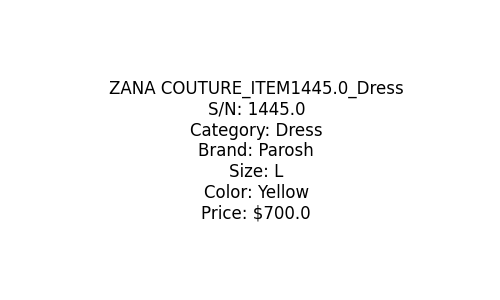 ZANA COUTURE_ITEM1445.0_Dress
S/N: 1445.0
Category: Dress
Brand: Parosh
Size: L
Color: Yellow
Price: $700.0